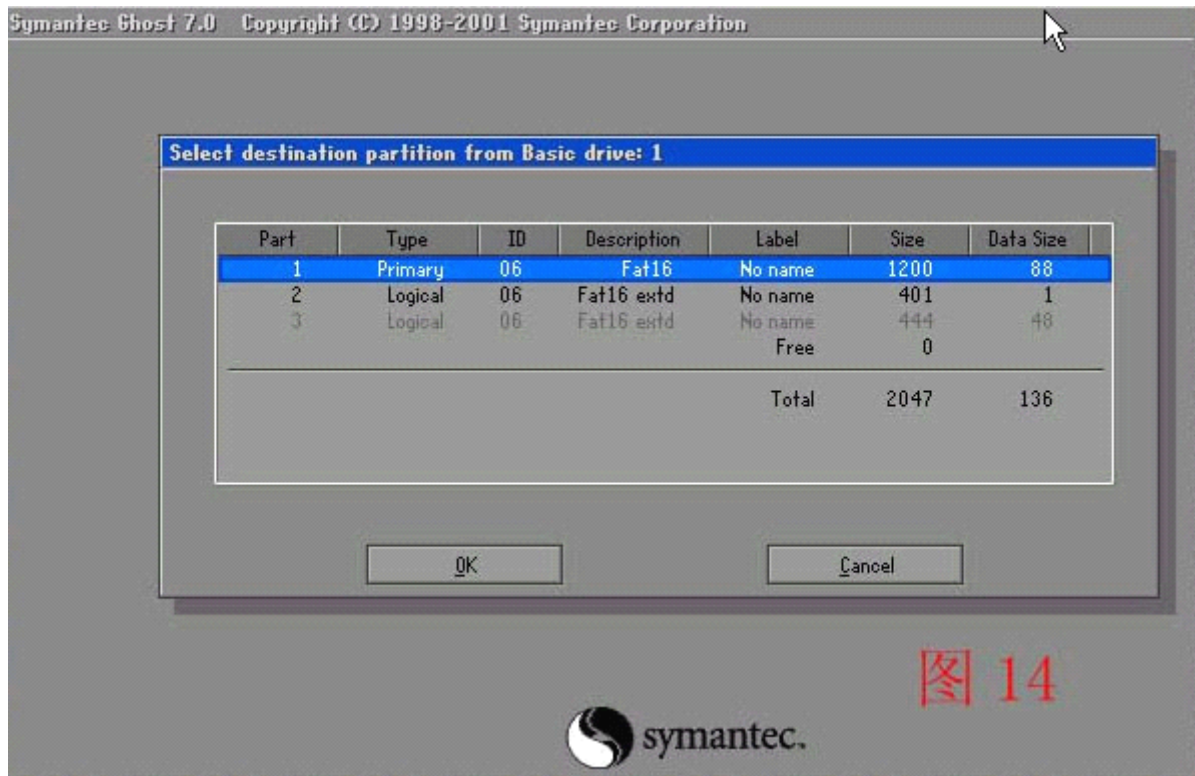 Symantec Ghost 7.0 Copyright (C) 1998-2001 Symantec Corporation
Select destination partition from Basic drive: 1
Part Type ID Description Label Size Data Size
1 Primary 06 Fat16 No name 1200 88
2 Logical 06 Fat16 extd No name 401 1
3 Logical 06 Fat16 extd No name 444 48
Free 0
Total 2047 136
OK Cancel
图 14
symantec.